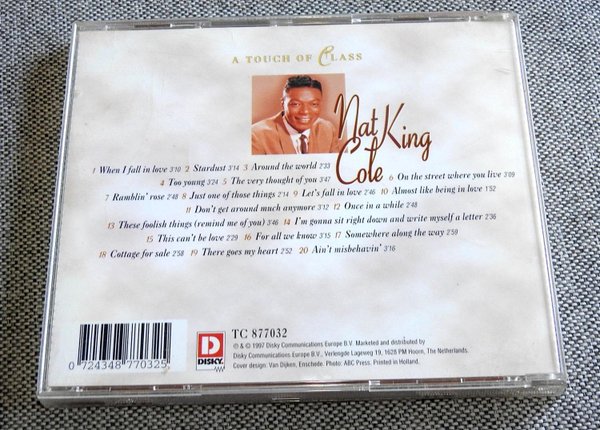 A TOUCH OF CLASS
Nat King
Cole
1 When I fall in love 3'10 2 Stardust 3'14 3 Around the world 2'33
4 Too young 3'24 5 The very thought of you 3'47 6 On the street where you live 3'09
7 Ramblin' rose 2'48 8 Just one of those things 2'14 9 Let's fall in love 2'46 10 Almost like being in love 1'52
11 Don't get around much anymore 3'12 12 Once in a while 2'48
13 These foolish things (remind me of you) 3'46 14 I'm gonna sit right down and write myself a letter 2'36
15 This can't be love 2'29 16 For all we know 3'15 17 Somewhere along the way 2'59
18 Cottage for sale 2'58 19 There goes my heart 2'52 20 Ain't misbehavin' 3'16
0 724348 770325
DISKY
TC 877032
℗ & © 1997 Disky Communications Europe B.V. Marketed and distributed by
Disky Communications Europe B.V., Verlengde Lageweg 19, 1628 PM Hoorn, The Netherlands.
Cover design: Van Dijken, Enschede. Photo: ABC Press. Printed in Holland.